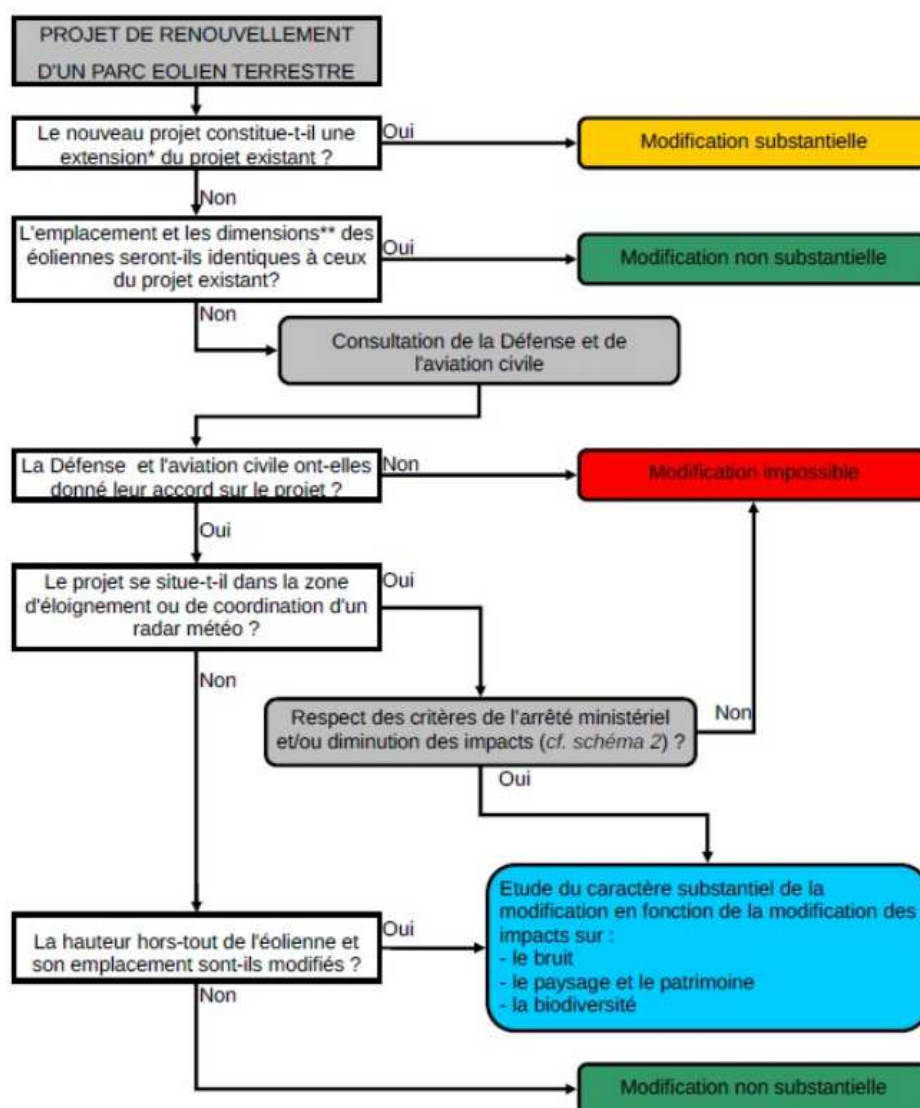 PROJET DE RENOUVELLEMENT
D'UN PARC EOLIEN TERRESTRE
Le nouveau projet constitue-t-il une
extension* du projet existant ?
Oui
Modification substantielle
Non
L'emplacement et les dimensions** des
éoliennes seront-ils identiques à ceux
du projet existant?
Oui
Modification non substantielle
Non
Consultation de la Défense et de
l'aviation civile
La Défense et l'aviation civile ont-elles
donné leur accord sur le projet ?
Non
Modification impossible
Oui
Le projet se situe-t-il dans la zone
d'éloignement ou de coordination d'un
radar météo ?
Oui
Non
Respect des critères de l'arrêté ministériel
et/ou diminution des impacts (cf. schéma 2) ?
Non
Oui
Etude du caractère substantiel de la
modification en fonction de la modification des
impacts sur :
- le bruit
- le paysage et le patrimoine
- la biodiversité
La hauteur hors-tout de l'éolienne et
son emplacement sont-ils modifiés ?
Oui
Non
Modification non substantielle